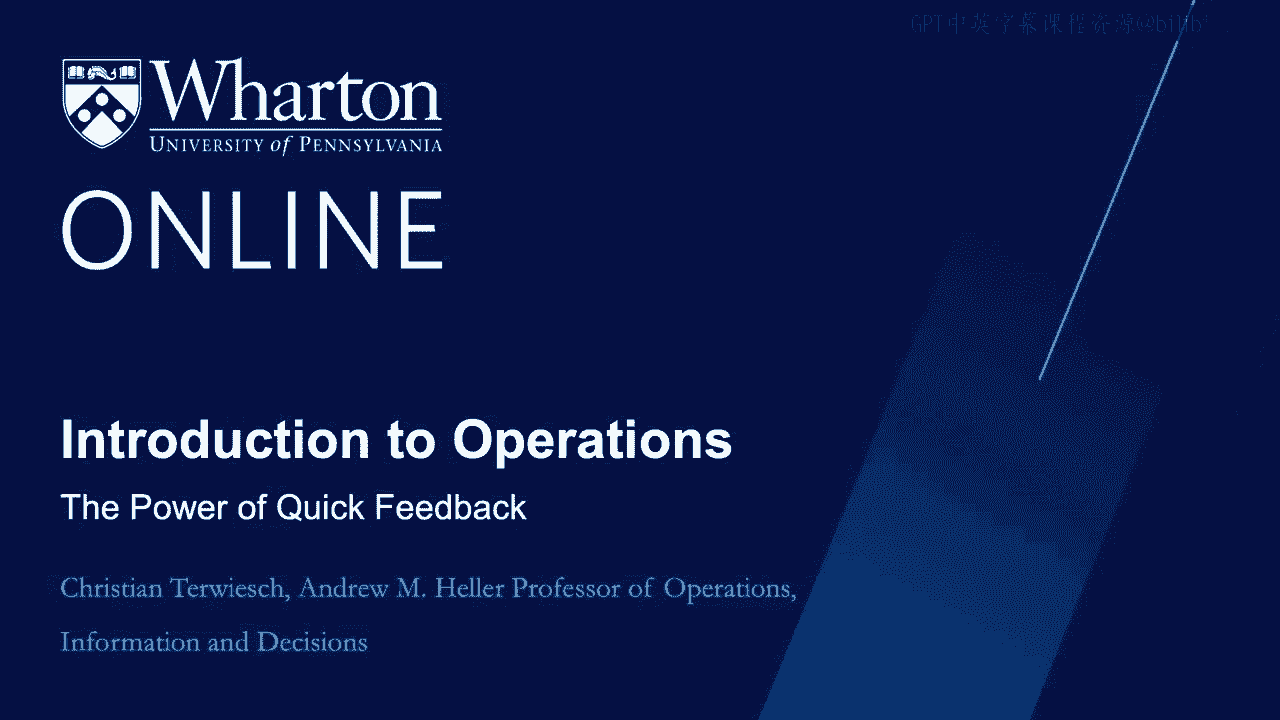 GPT中英字幕课程资源@bilibi
Wharton
UNIVERSITY of PENNSYLVANIA
ONLINE
Introduction to Operations
The Power of Quick Feedback
Christian Terwiesch, Andrew M. Heller Professor of Operations,
Information and Decisions